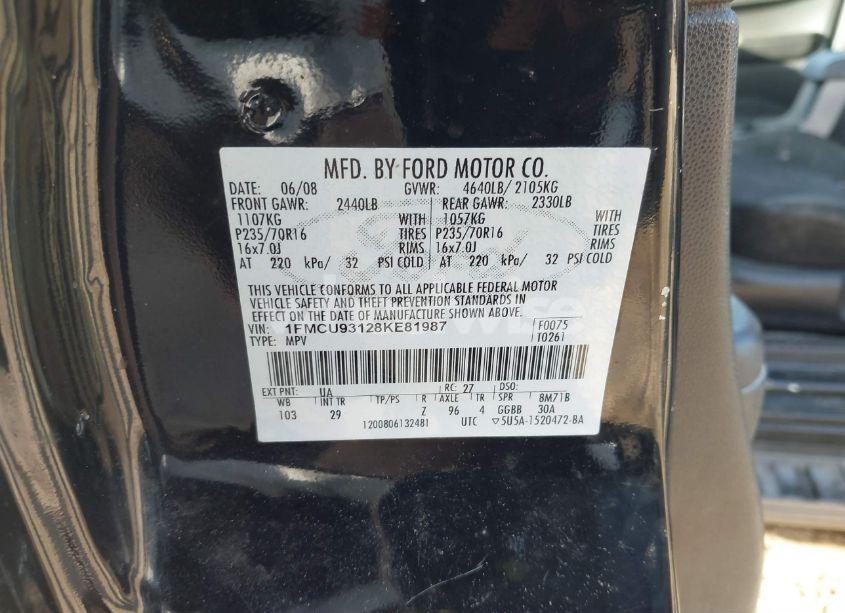 MFD. BY FORD MOTOR CO.
DATE: 06/08 GVWR: 4640LB/ 2105KG
FRONT GAWR: 2440LB REAR GAWR: 2330LB
1107KG WITH 1057KG WITH
P235/70R16 TIRES P235/70R16 TIRES
16x7.0J RIMS 16x7.0J RIMS
AT 220 kPa/ 32 PSI COLD AT 220 kPa/ 32 PSI COLD
THIS VEHICLE CONFORMS TO ALL APPLICABLE FEDERAL MOTOR
VEHICLE SAFETY AND THEFT PREVENTION STANDARDS IN
EFFECT ON THE DATE OF MANUFACTURE SHOWN ABOVE.
VIN: 1FMCU93128KE81987 F0075
TYPE: MPV T0261
EXT PNT: UA RC: 27 DSO:
WB INT TR TP/PS R AXLE TR SPR 8M71B
103 29 Z 96 4 GGBB 30A
1200806132481 UTC ▽5U5A-1520472-BA